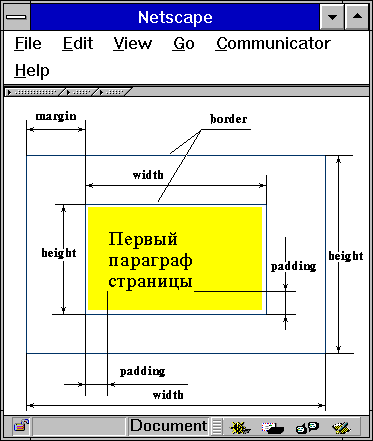 Netscape
File Edit View Go Communicator
Help
margin
border
width
height
Первый
параграф
страницы
padding
height
padding
width
Document